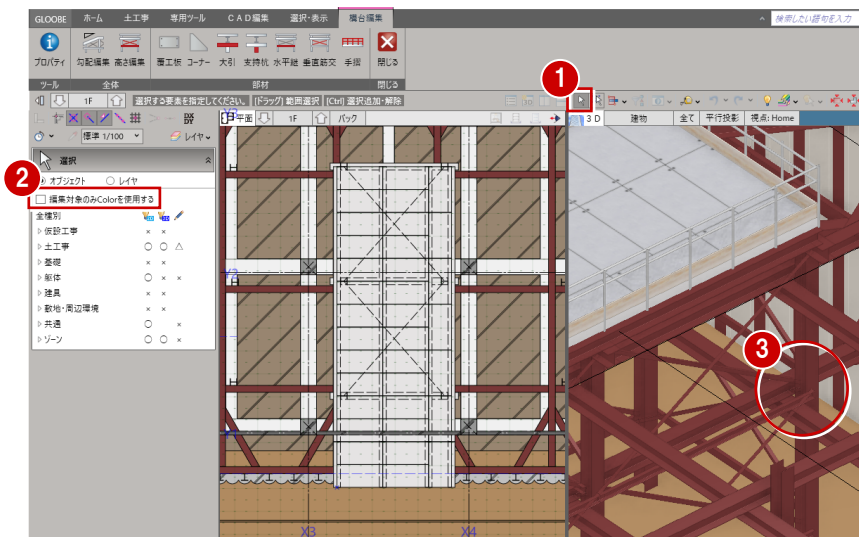 GLOOBE ホーム 土工事 専用ツール CAD編集 選択・表示 構台編集 検索したい語句を入力
プロパティ 勾配編集 高さ編集 覆工板 コーナー 大引 支持杭 水平継 垂直筋交 手摺 閉じる
ツール 全体 部材 閉じる
1
1F 選択する要素を指定してください。 [ドラッグ] 範囲選択 [Ctrl] 選択追加・解除
平面 1F バック 3D 建物 全て 平行投影 視点: Home
標準 1/100 レイヤ
選択
2
オブジェクト レイヤ
編集対象のみColorを使用する
全種別
仮設工事 × ×
土工事 ○ ○ △
基礎 × ×
躯体 ○ × ×
建具 × ×
敷地・周辺環境 × ×
共通 ○ ×
ゾーン ○ ○ ×
Y3
Y2
3
X3 X4